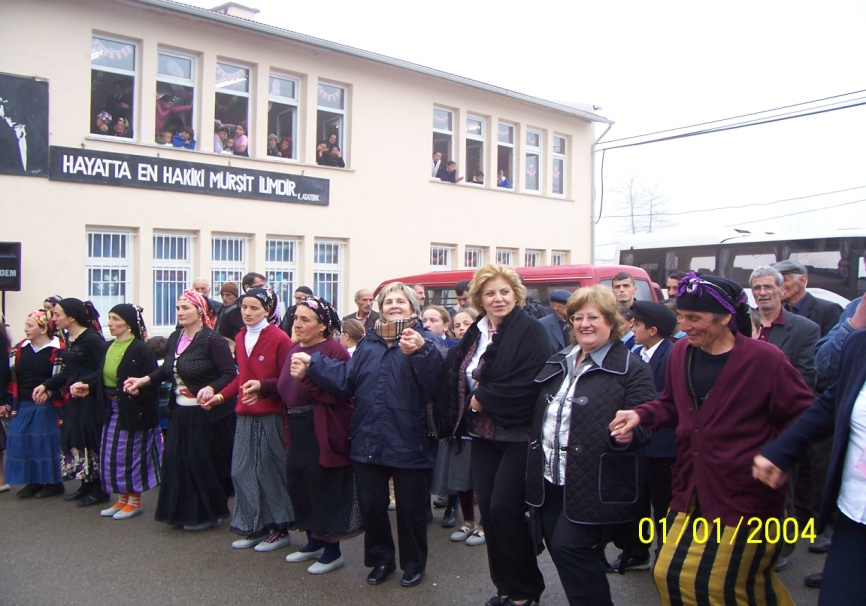 HAYATTA EN HAKİKİ MÜRŞİT İLİMDİR.
K.ATATÜRK
DEM
01/01/2004